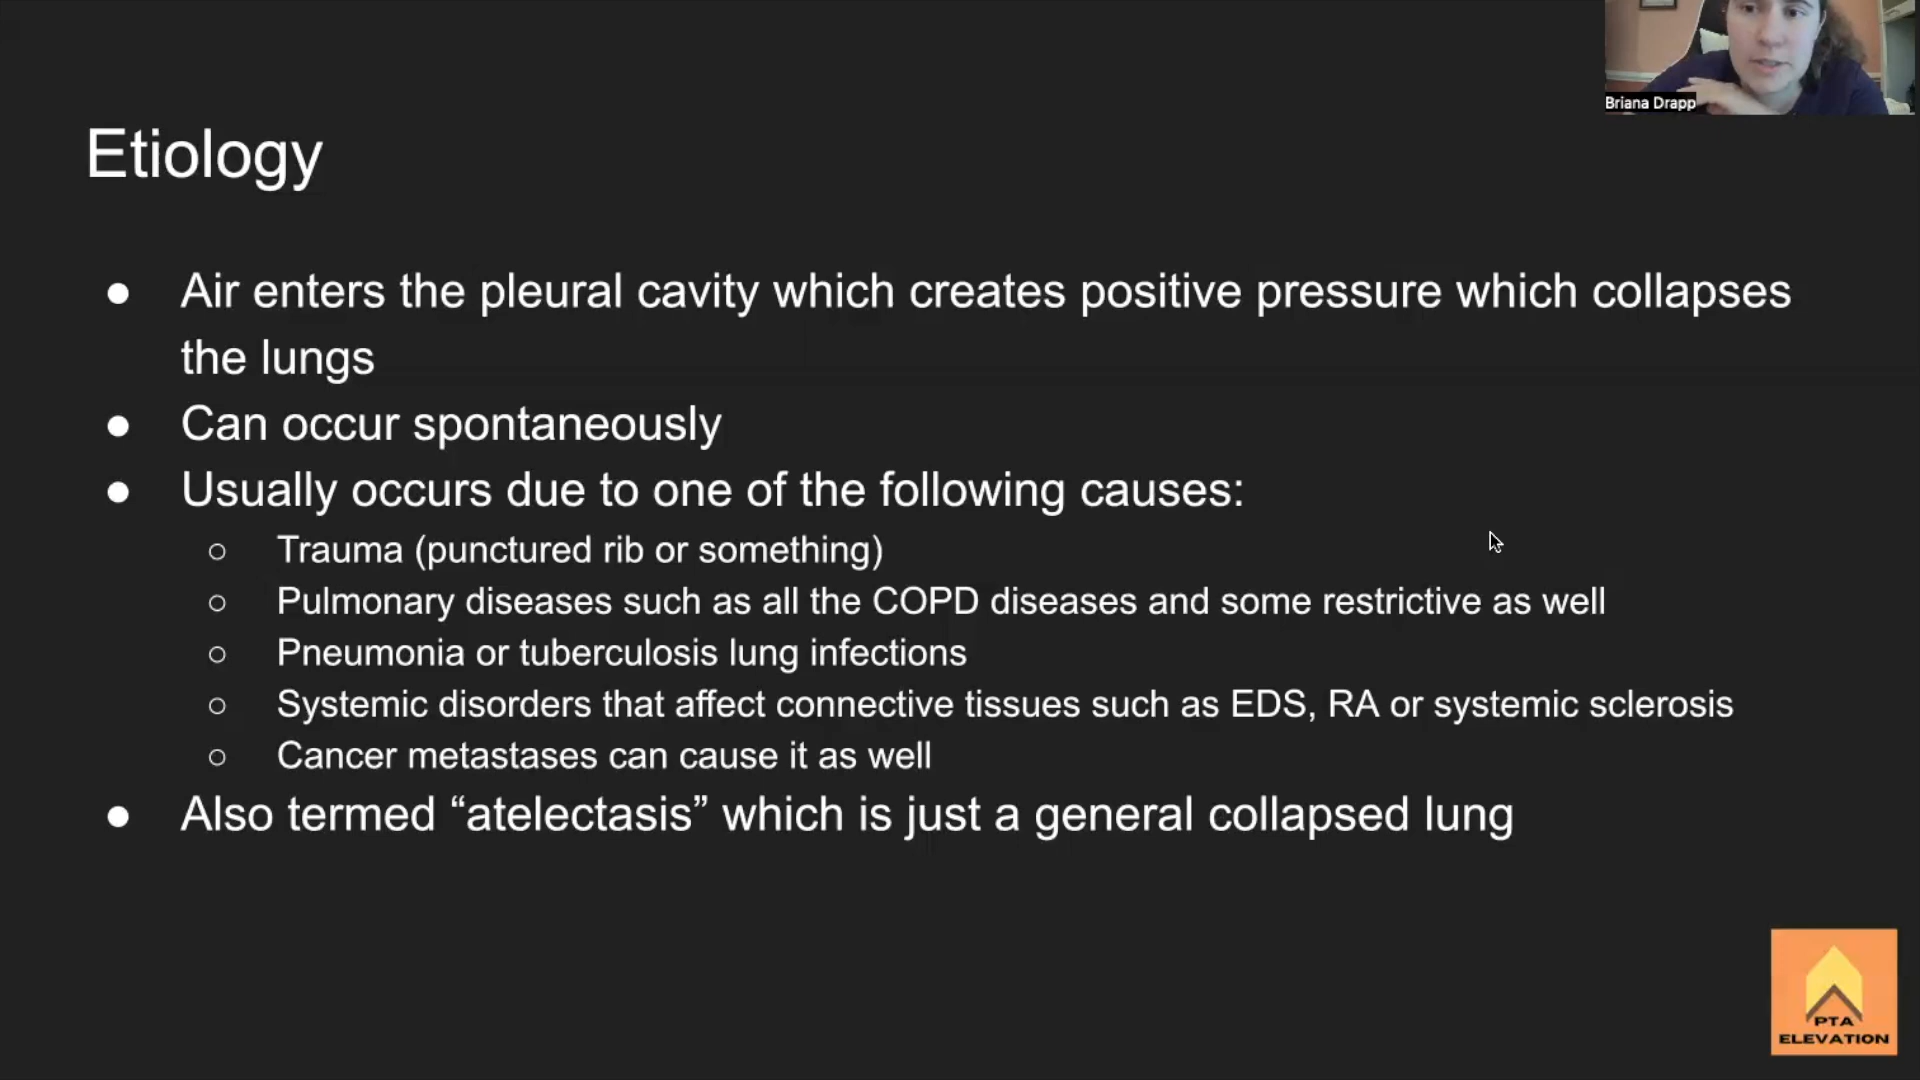 Briana Drapp
Etiology
● Air enters the pleural cavity which creates positive pressure which collapses
the lungs
● Can occur spontaneously
● Usually occurs due to one of the following causes:
○ Trauma (punctured rib or something)
○ Pulmonary diseases such as all the COPD diseases and some restrictive as well
○ Pneumonia or tuberculosis lung infections
○ Systemic disorders that affect connective tissues such as EDS, RA or systemic sclerosis
○ Cancer metastases can cause it as well
● Also termed “atelectasis” which is just a general collapsed lung
PTA
ELEVATION